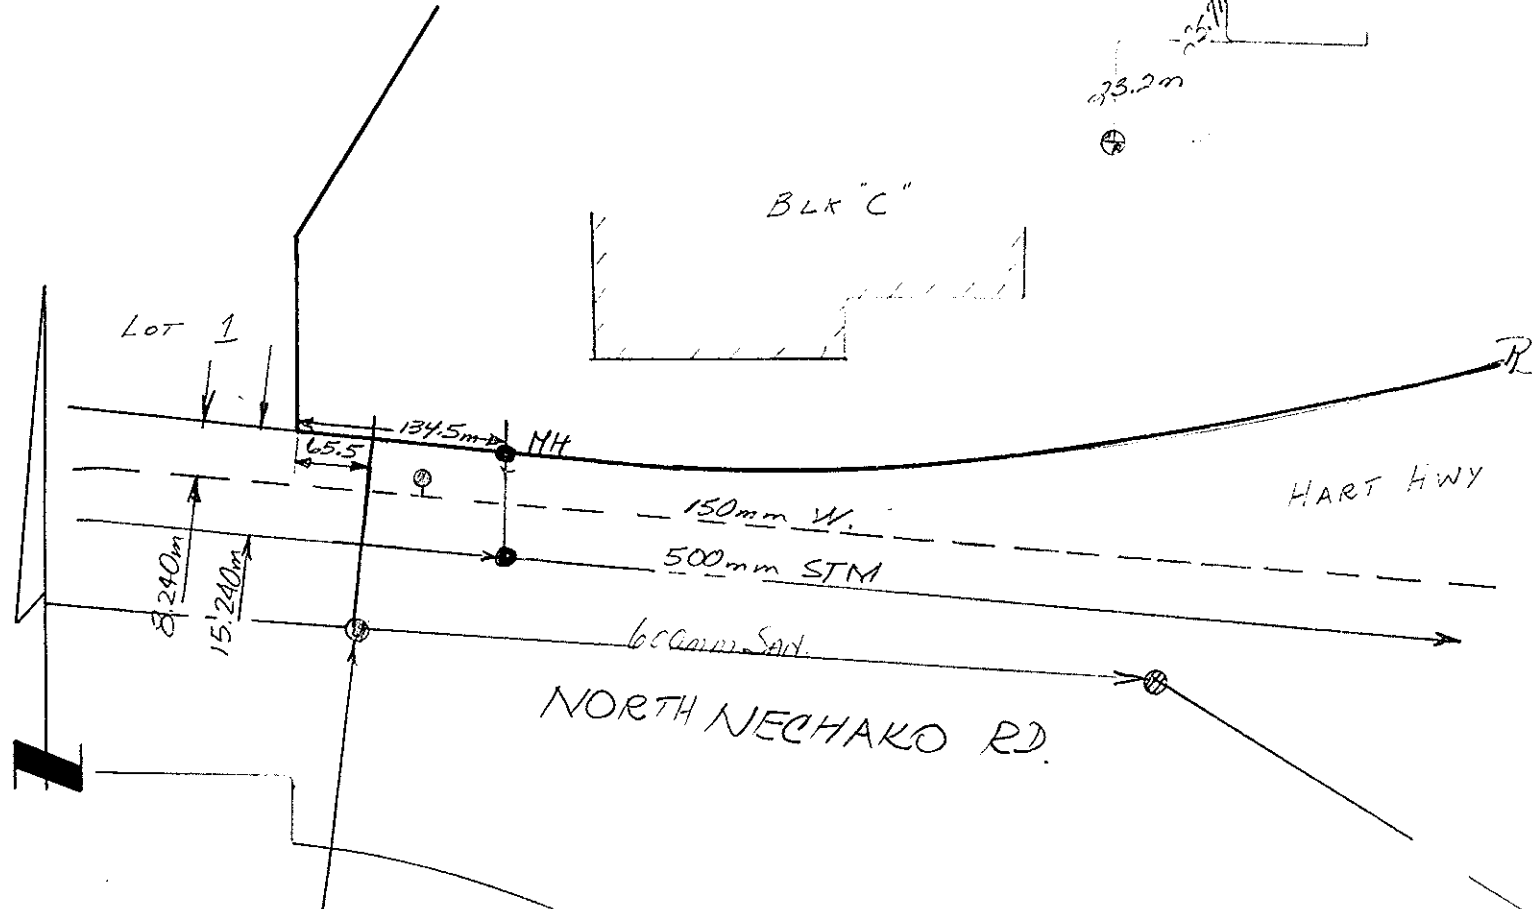 23.2m
BLK "C"
LOT 1
134.5m
MH
65.5
HART HWY
150mm W.
500mm STM
8.240m
15.240m
600mm SAN.
NORTH NECHAKO RD.